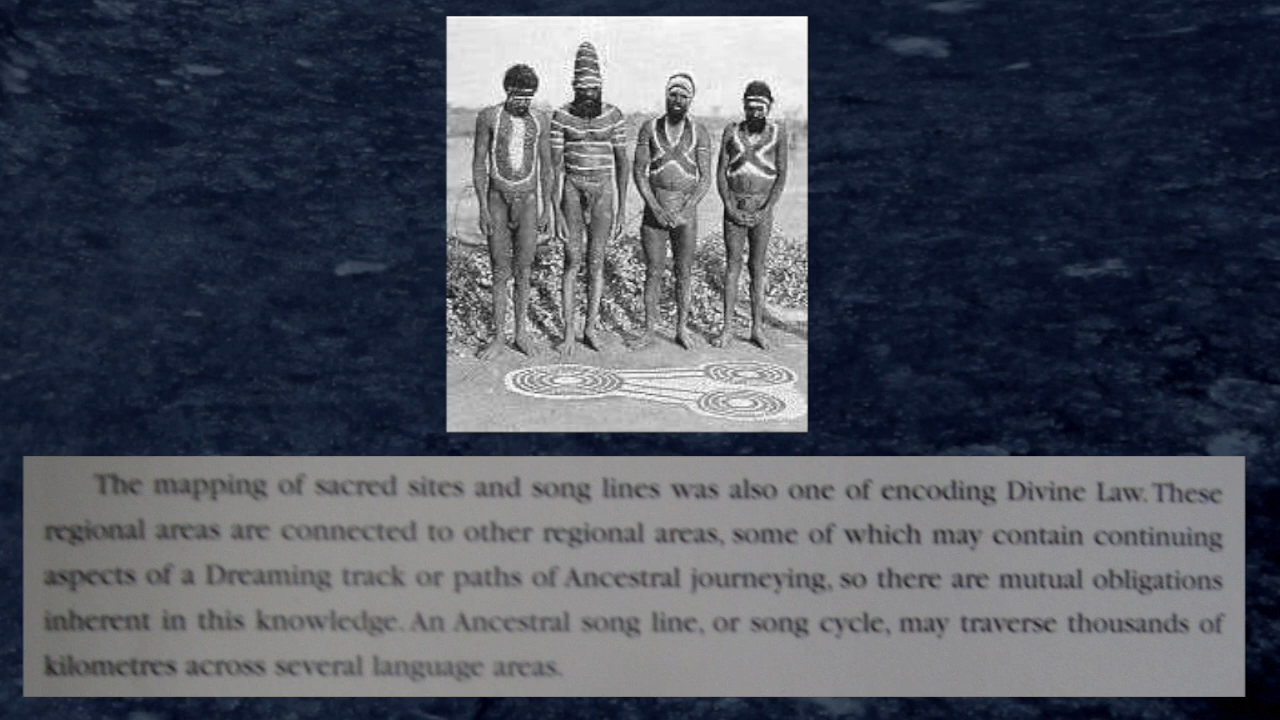 The mapping of sacred sites and song lines was also one of encoding Divine Law. These
regional areas are connected to other regional areas, some of which may contain continuing
aspects of a Dreaming track or paths of Ancestral journeying, so there are mutual obligations
inherent in this knowledge. An Ancestral song line, or song cycle, may traverse thousands of
kilometres across several language areas.